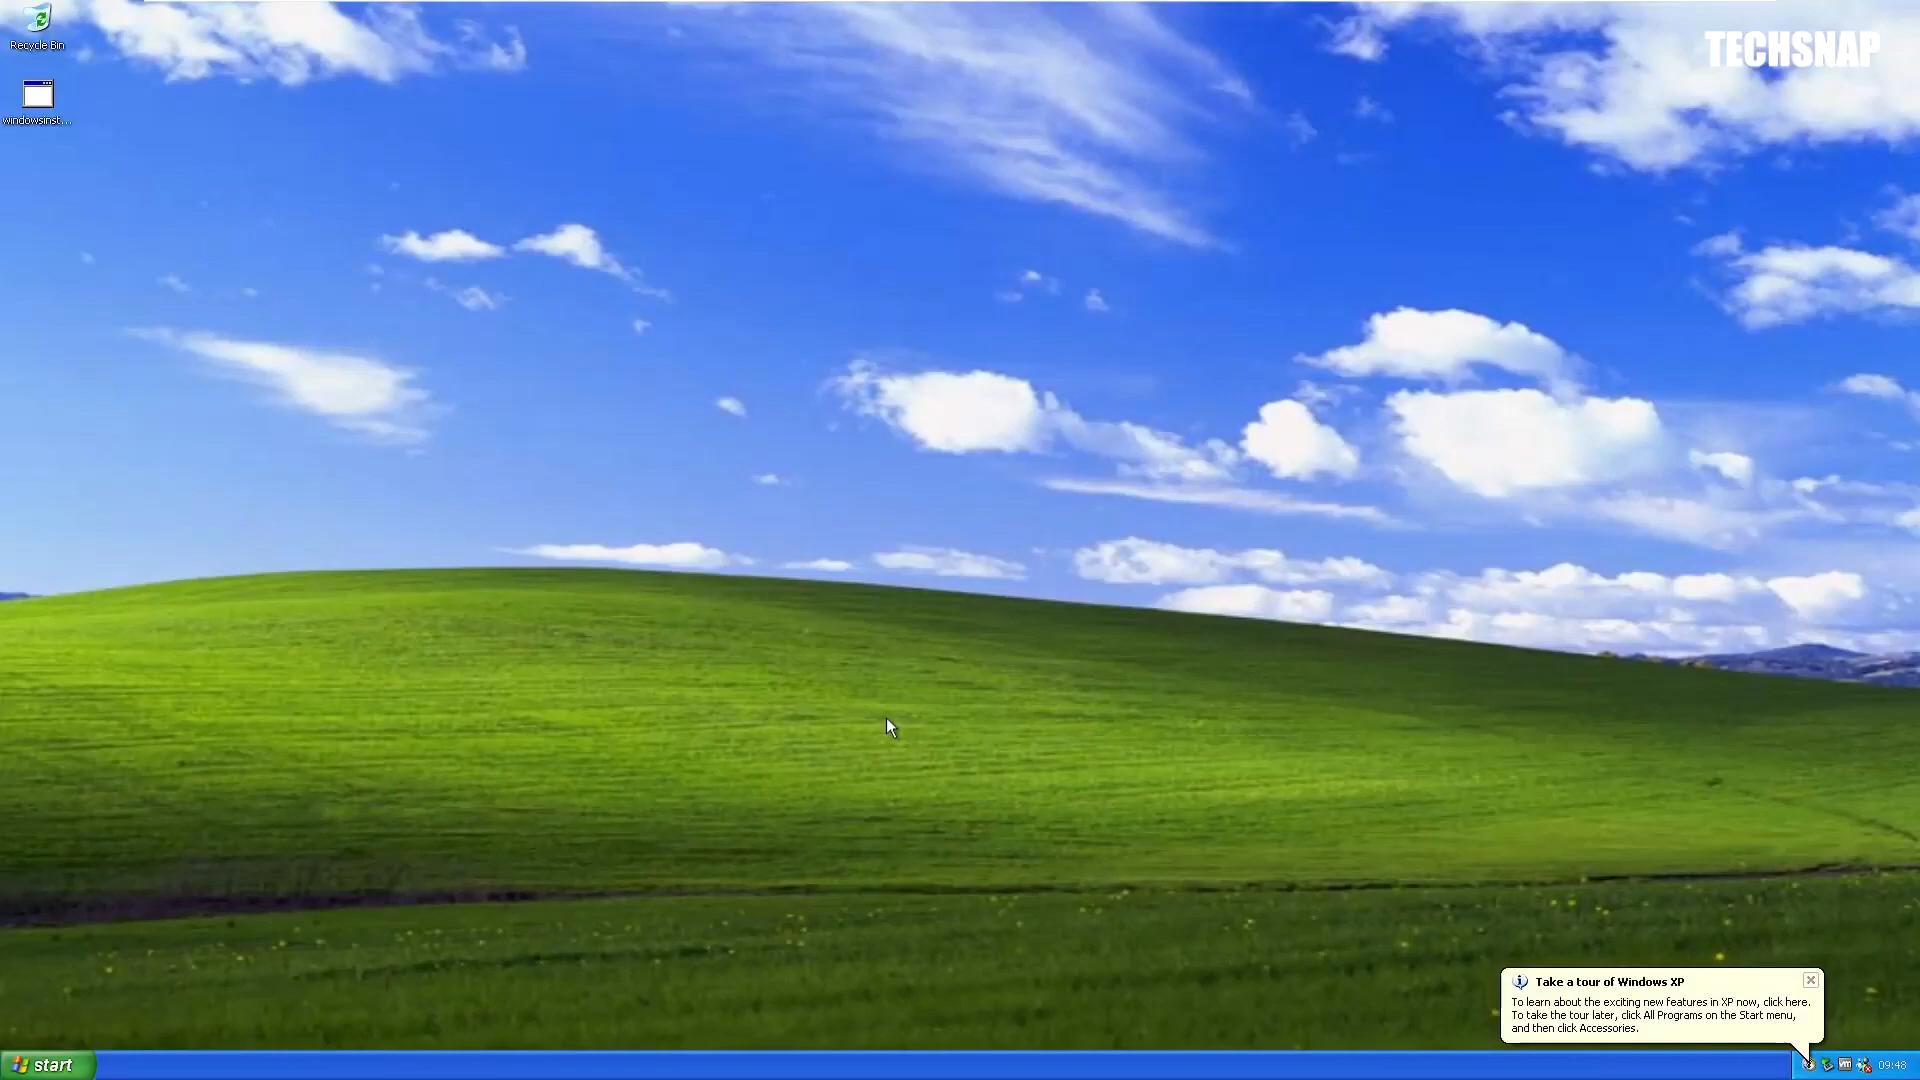 Recycle Bin
TECHSNAP
windowsinst...
Take a tour of Windows XP
To learn about the exciting new features in XP now, click here.
To take the tour later, click All Programs on the Start menu,
and then click Accessories.
start
09:48